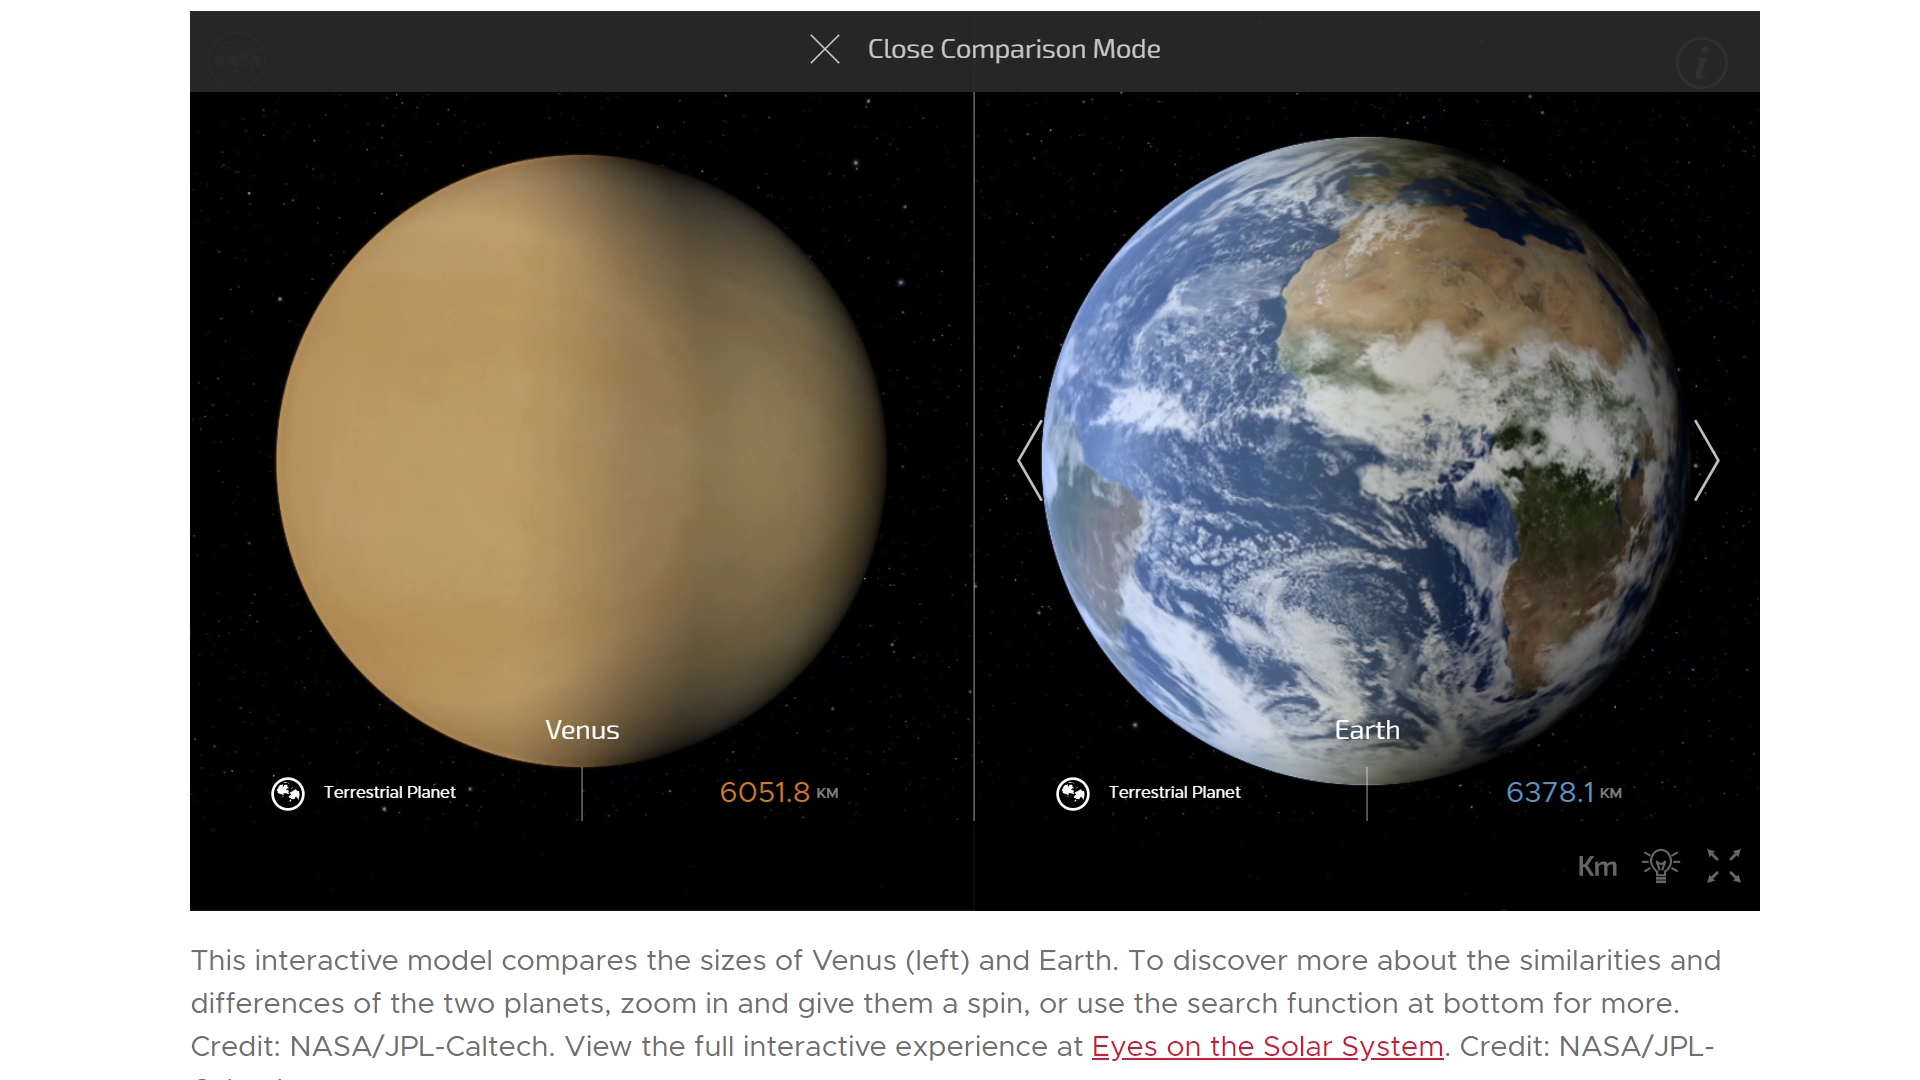 Close Comparison Mode
Venus
Earth
Terrestrial Planet
6051.8 KM
Terrestrial Planet
6378.1 KM
Km
This interactive model compares the sizes of Venus (left) and Earth. To discover more about the similarities and
differences of the two planets, zoom in and give them a spin, or use the search function at bottom for more.
Credit: NASA/JPL-Caltech. View the full interactive experience at Eyes on the Solar System. Credit: NASA/JPL-